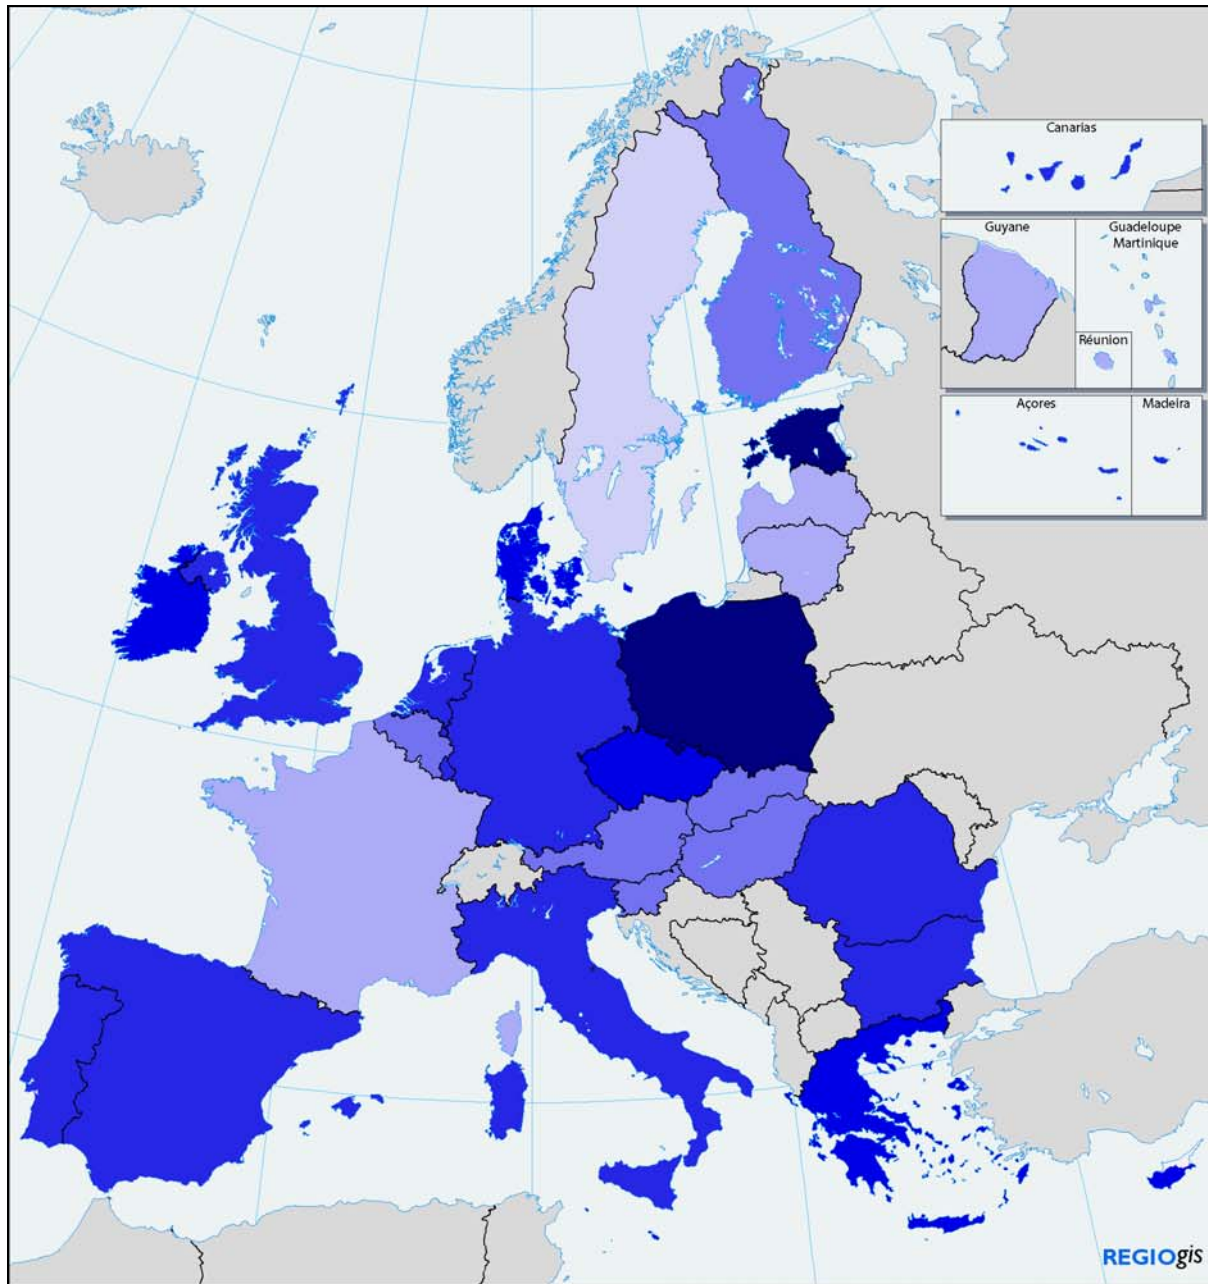 Canarias
Guyane
Guadeloupe
Martinique
Réunion
Açores
Madeira
REGIOgis